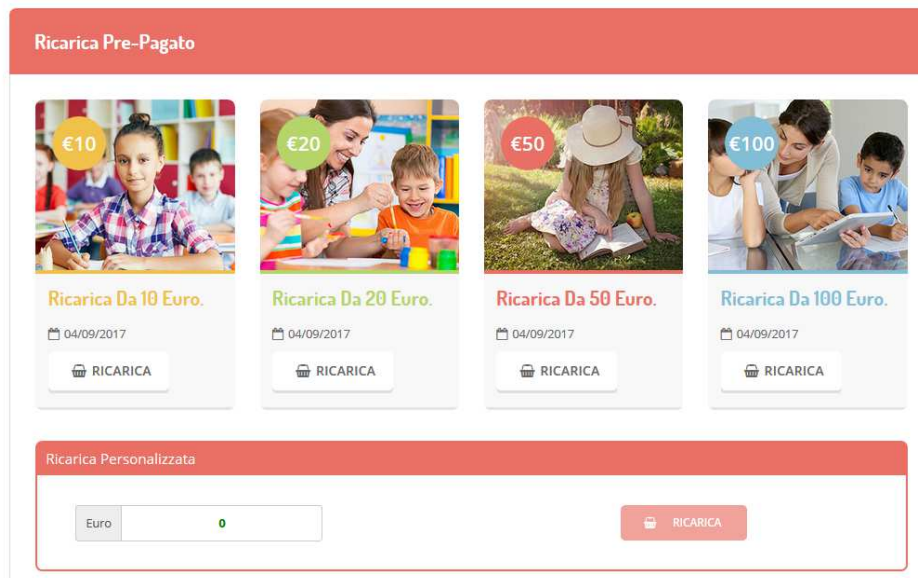 Ricarica Pre-Pagato
€10
€20
€50
€100
Ricarica Da 10 Euro.
Ricarica Da 20 Euro.
Ricarica Da 50 Euro.
Ricarica Da 100 Euro.
04/09/2017
04/09/2017
04/09/2017
04/09/2017
RICARICA
RICARICA
RICARICA
RICARICA
Ricarica Personalizzata
Euro
0
RICARICA